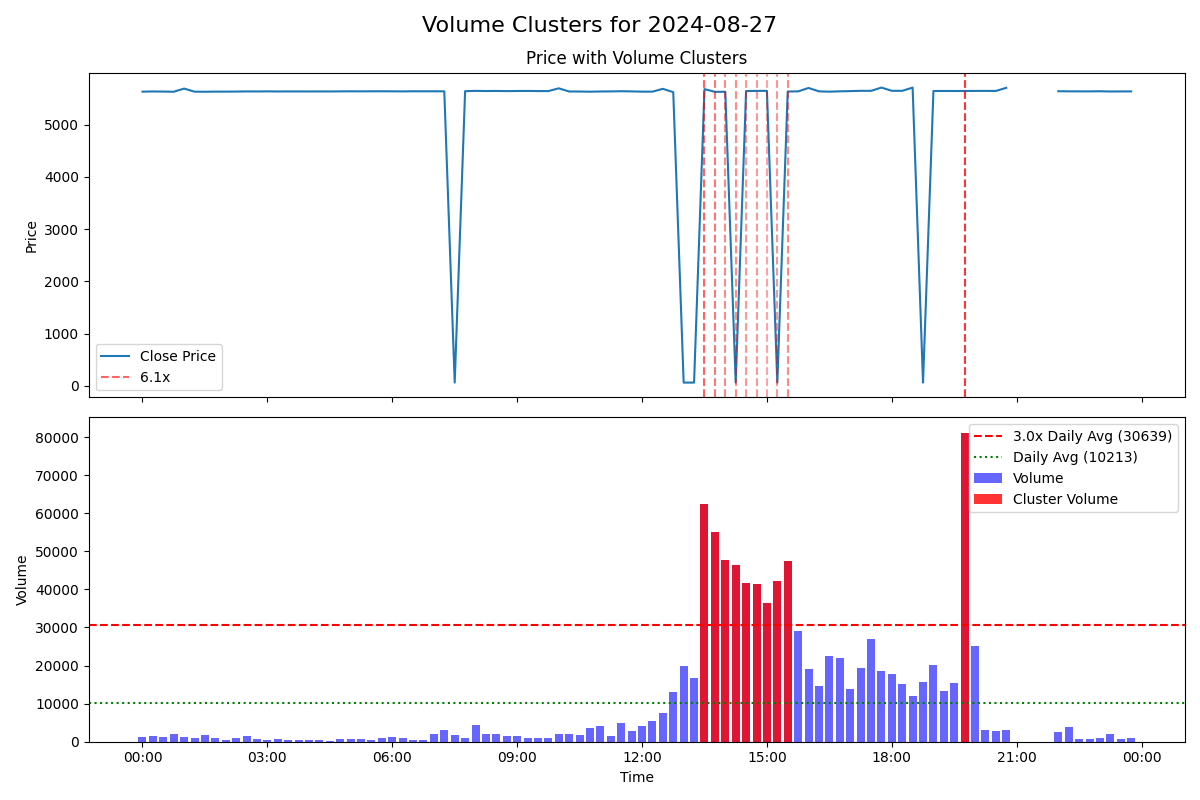 Volume Clusters for 2024-08-27
Price with Volume Clusters
Price
5000
4000
3000
2000
1000
0
Close Price
6.1x
Volume
80000
70000
60000
50000
40000
30000
20000
10000
0
3.0x Daily Avg (30639)
Daily Avg (10213)
Volume
Cluster Volume
00:00 03:00 06:00 09:00 12:00 15:00 18:00 21:00 00:00
Time